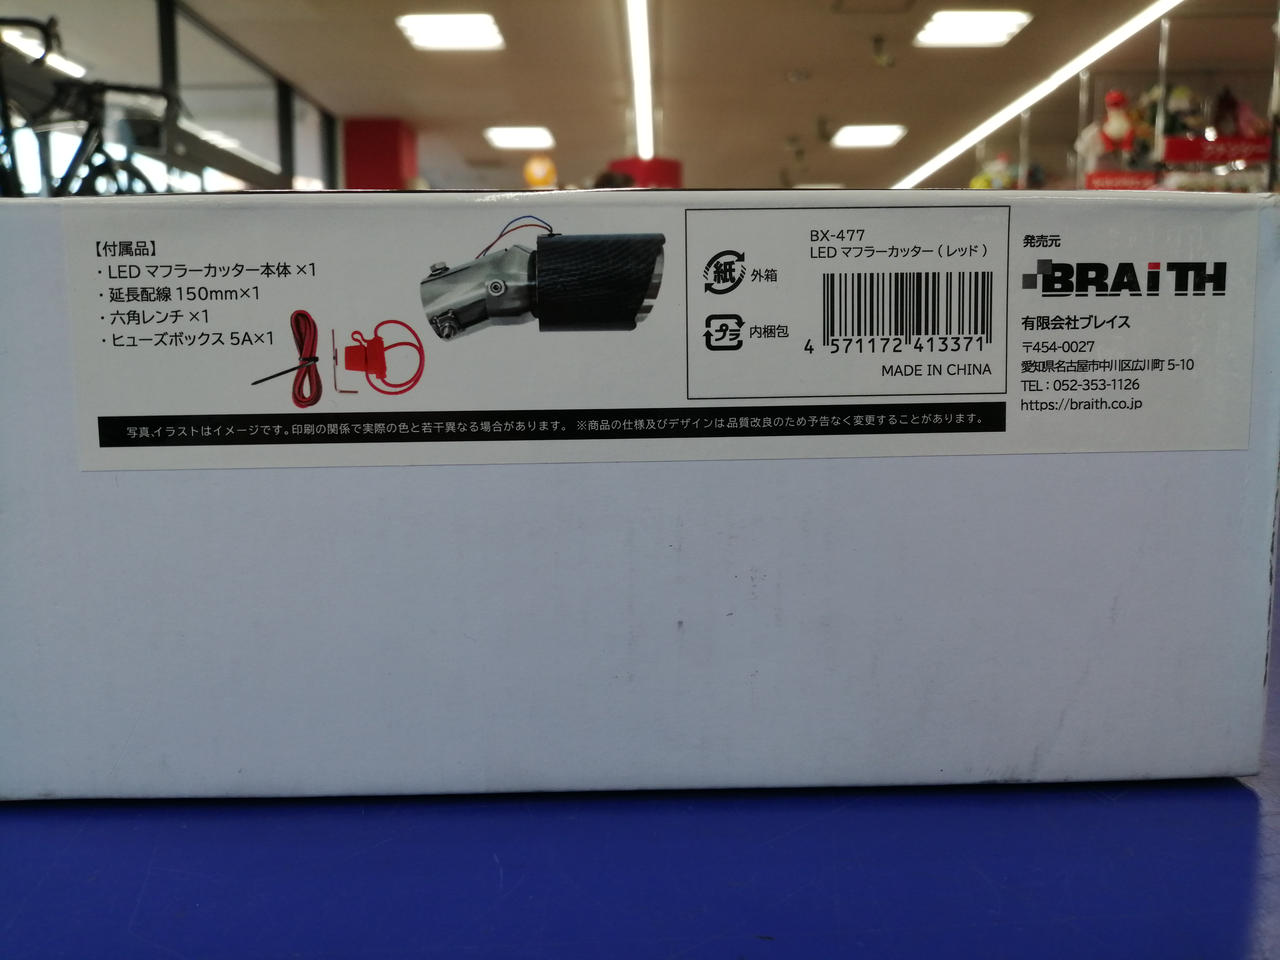 【付属品】
・LED マフラーカッター本体 ×1
・延長配線 150mm×1
・六角レンチ ×1
・ヒューズボックス 5A×1
紙 外箱
プラ 内梱包
BX-477
LED マフラーカッター ( レッド )
4 571172 413371
MADE IN CHINA
発売元
BRAiTH
有限会社ブレイス
〒454-0027
愛知県名古屋市中川区広川町 5-10
TEL : 052-353-1126
https://braith.co.jp
写真、イラストはイメージです。印刷の関係で実際の色と若干異なる場合があります。 ※商品の仕様及びデザインは品質改良のため予告なく変更することがあります。